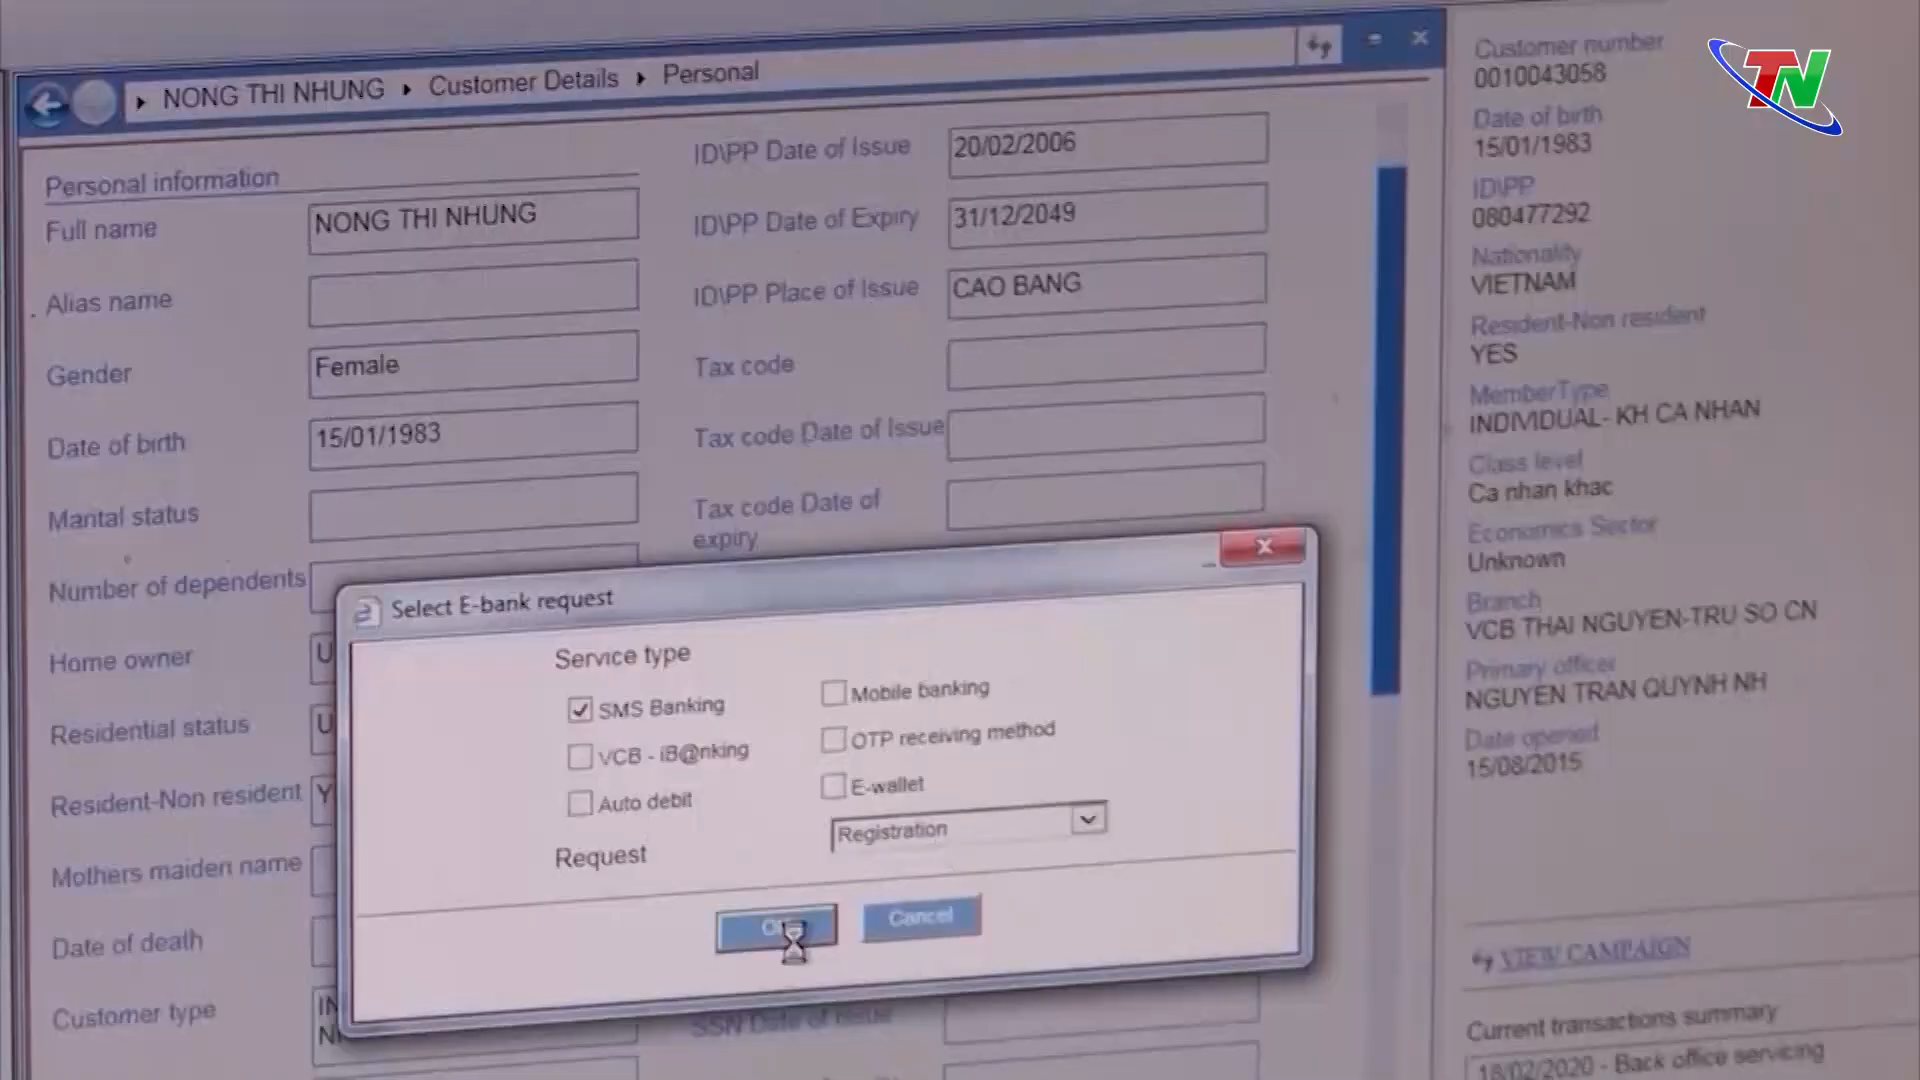 TN
NONG THI NHUNG ▸ Customer Details ▸ Personal
Personal information
Full name NONG THI NHUNG
Alias name
Gender Female
Date of birth 15/01/1983
Marital status
Number of dependents
Home owner U
Residential status U
Resident-Non resident Y
Mothers maiden name
Date of death
Customer type IN
N
ID\PP Date of Issue 20/02/2006
ID\PP Date of Expiry 31/12/2049
ID\PP Place of Issue CAO BANG
Tax code
Tax code Date of Issue
Tax code Date of
expiry
SSN Date of Issue
Select E-bank request
Service type
SMS Banking
Mobile banking
VCB - iB@nking
OTP receiving method
Auto debit
E-wallet
Request
Registration
Cancel
Customer number
0010043058
Date of birth
15/01/1983
ID\PP
080477292
Nationality
VIETNAM
Resident-Non resident
YES
MemberType
INDIVIDUAL- KH CA NHAN
Class level
Ca nhan khac
Economics Sector
Unknown
Branch
VCB THAI NGUYEN-TRU SO CN
Primary officer
NGUYEN TRAN QUYNH NH
Date opened
15/08/2015
VIEW CAMPAIGN
Current transactions summary
18/02/2020 - Back office servicing